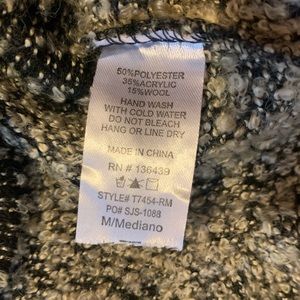 50%POLYESTER
35%ACRYLIC
15%WOOL
HAND WASH
WITH COLD WATER
DO NOT BLEACH
HANG OR LINE DRY
MADE IN CHINA
RN # 136439
STYLE# T7454-RM
PO# SJS-1088
M/Mediano